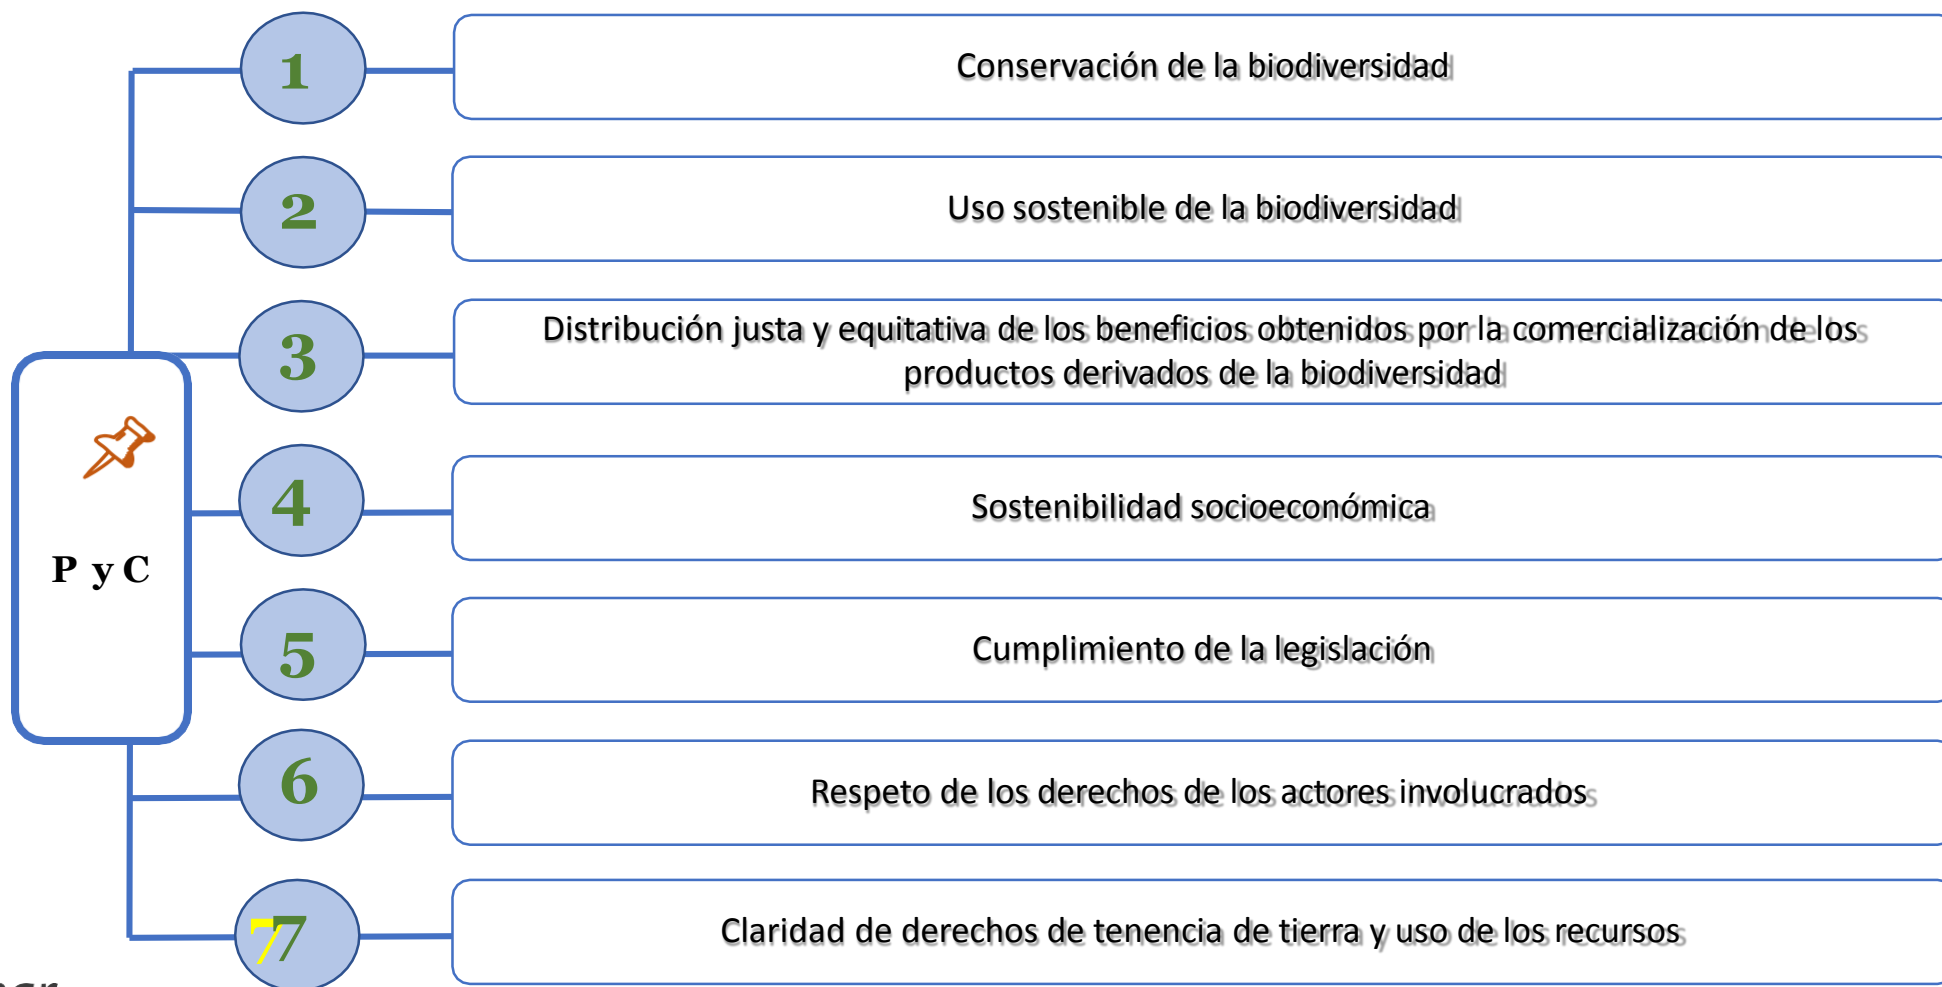 1
Conservación de la biodiversidad
2
Uso sostenible de la biodiversidad
3
Distribución justa y equitativa de los beneficios obtenidos por la comercialización de los
productos derivados de la biodiversidad
4
Sostenibilidad socioeconómica
P y C
5
Cumplimiento de la legislación
6
Respeto de los derechos de los actores involucrados
77
Claridad de derechos de tenencia de tierra y uso de los recursos